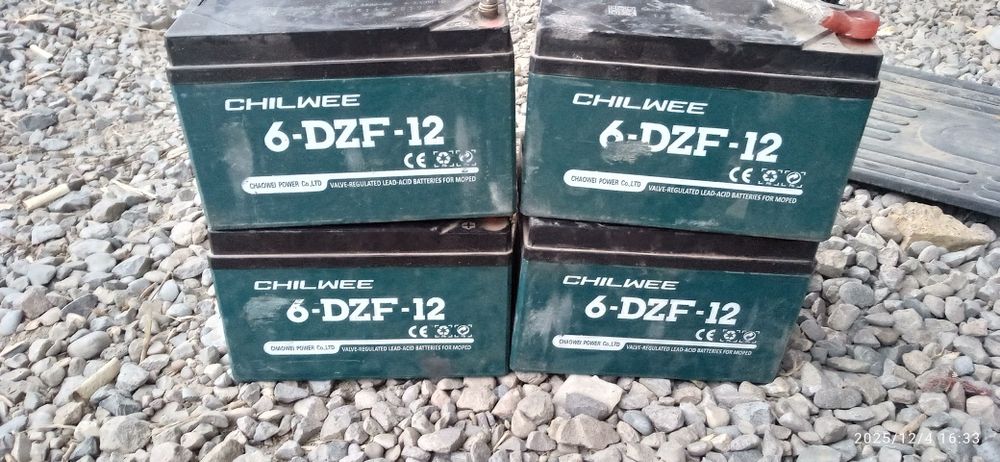 CHILWEE
6-DZF-12
CE
CHAOWEI POWER Co.,LTD VALVE-REGULATED LEAD-ACID BATTERIES FOR MOPED
CHILWEE
6-DZF-12
CE
CHAOWEI POWER Co.,LTD VALVE-REGULATED LEAD-ACID BATTERIES FOR MOPED
CHILWEE
6-DZF-12
CE
CHAOWEI POWER Co.,LTD VALVE-REGULATED LEAD-ACID BATTERIES FOR MOPED
CHILWEE
6-DZF-12
CE
CHAOWEI POWER Co.,LTD VALVE-REGULATED LEAD-ACID BATTERIES FOR MOPED
2025/12/4 16:33